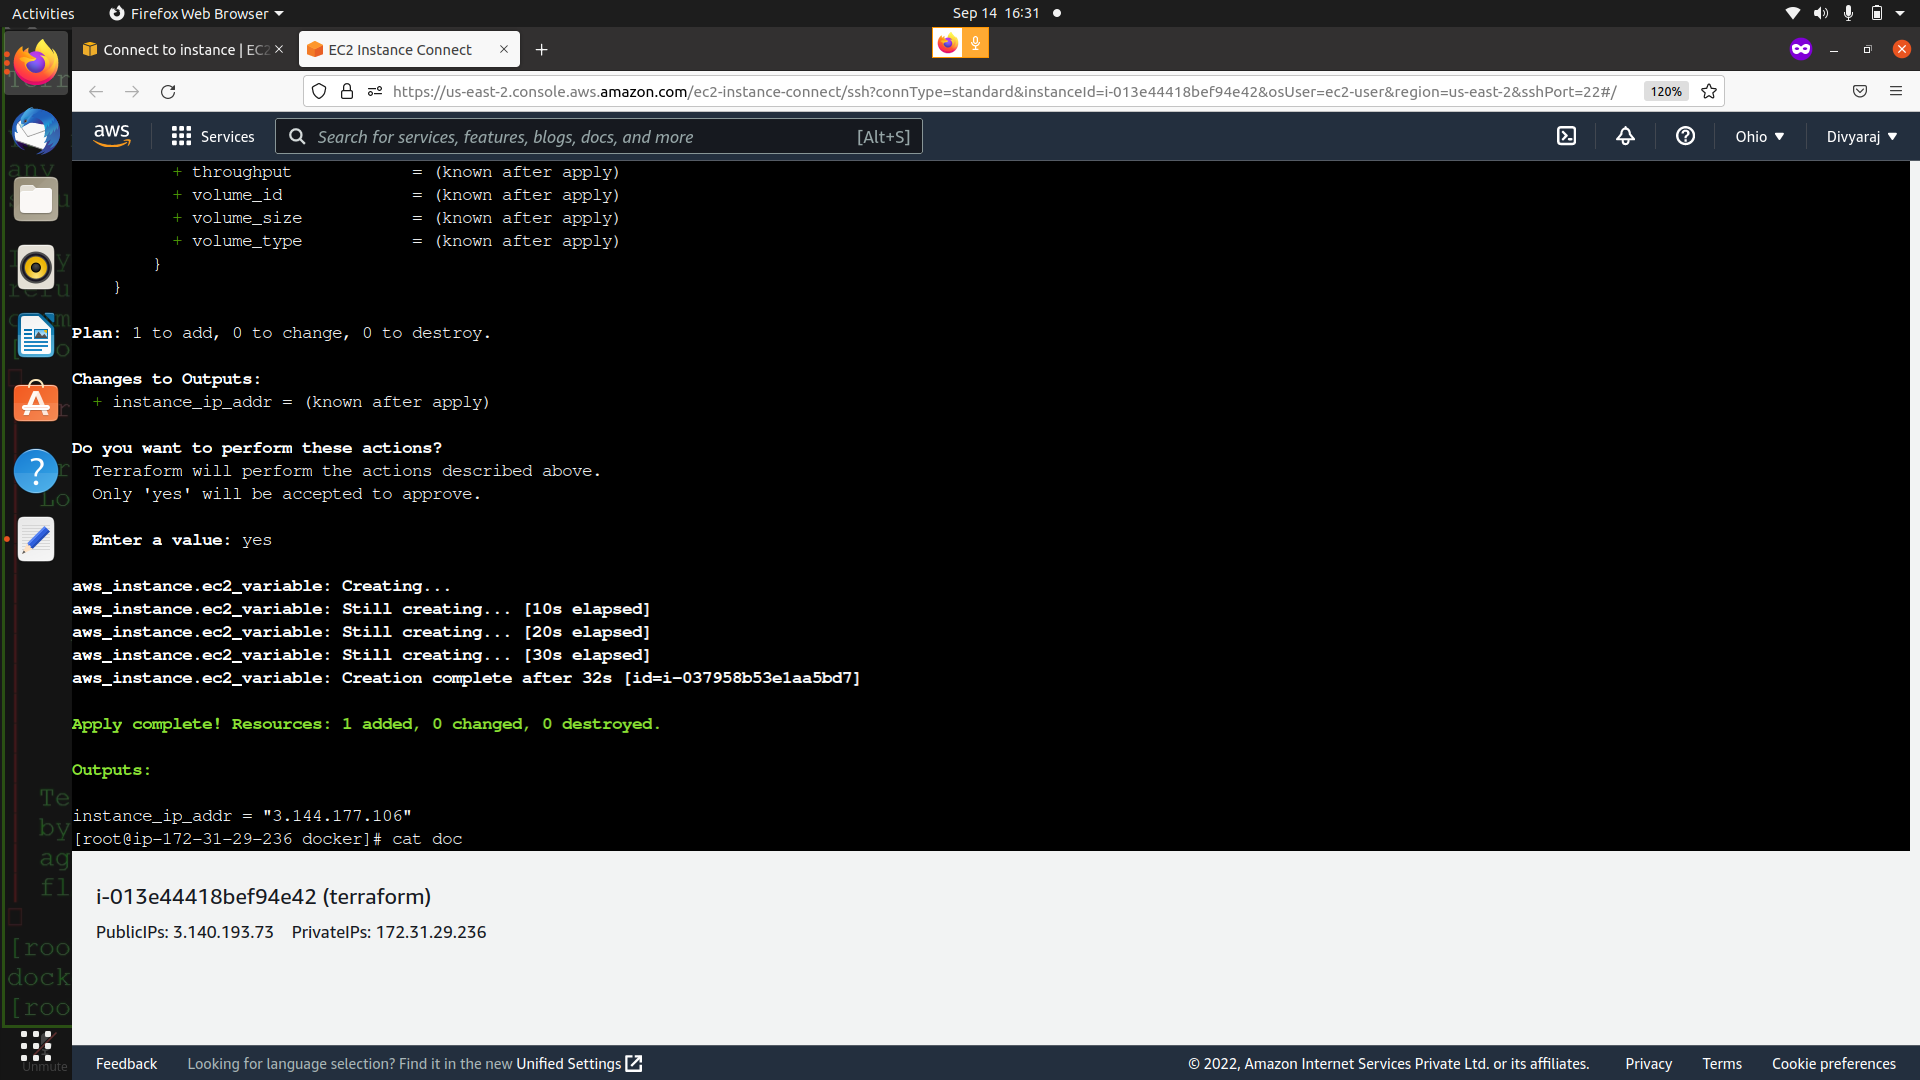 Activities
Firefox Web Browser
Sep 14 16:31
Connect to instance | EC2
EC2 Instance Connect
https://us-east-2.console.aws.amazon.com/ec2-instance-connect/ssh?connType=standard&instanceId=i-013e44418bef94e42&osUser=ec2-user&region=us-east-2&sshPort=22#/
120%
aws
Services
Search for services, features, blogs, docs, and more
[Alt+S]
Ohio
Divyaraj
+ throughput = (known after apply)
+ volume_id = (known after apply)
+ volume_size = (known after apply)
+ volume_type = (known after apply)
}
}
Plan: 1 to add, 0 to change, 0 to destroy.
Changes to Outputs:
+ instance_ip_addr = (known after apply)
Do you want to perform these actions?
Terraform will perform the actions described above.
Only 'yes' will be accepted to approve.
Enter a value: yes
aws_instance.ec2_variable: Creating...
aws_instance.ec2_variable: Still creating... [10s elapsed]
aws_instance.ec2_variable: Still creating... [20s elapsed]
aws_instance.ec2_variable: Still creating... [30s elapsed]
aws_instance.ec2_variable: Creation complete after 32s [id=i-037958b53e1aa5bd7]
Apply complete! Resources: 1 added, 0 changed, 0 destroyed.
Outputs:
instance_ip_addr = "3.144.177.106"
[root@ip-172-31-29-236 docker]# cat doc
any
Lo
Te
by
ag
fl
[roo
dock
[roo
Unmute
i-013e44418bef94e42 (terraform)
PublicIPs: 3.140.193.73 PrivateIPs: 172.31.29.236
Feedback
Looking for language selection? Find it in the new Unified Settings
© 2022, Amazon Internet Services Private Ltd. or its affiliates.
Privacy
Terms
Cookie preferences